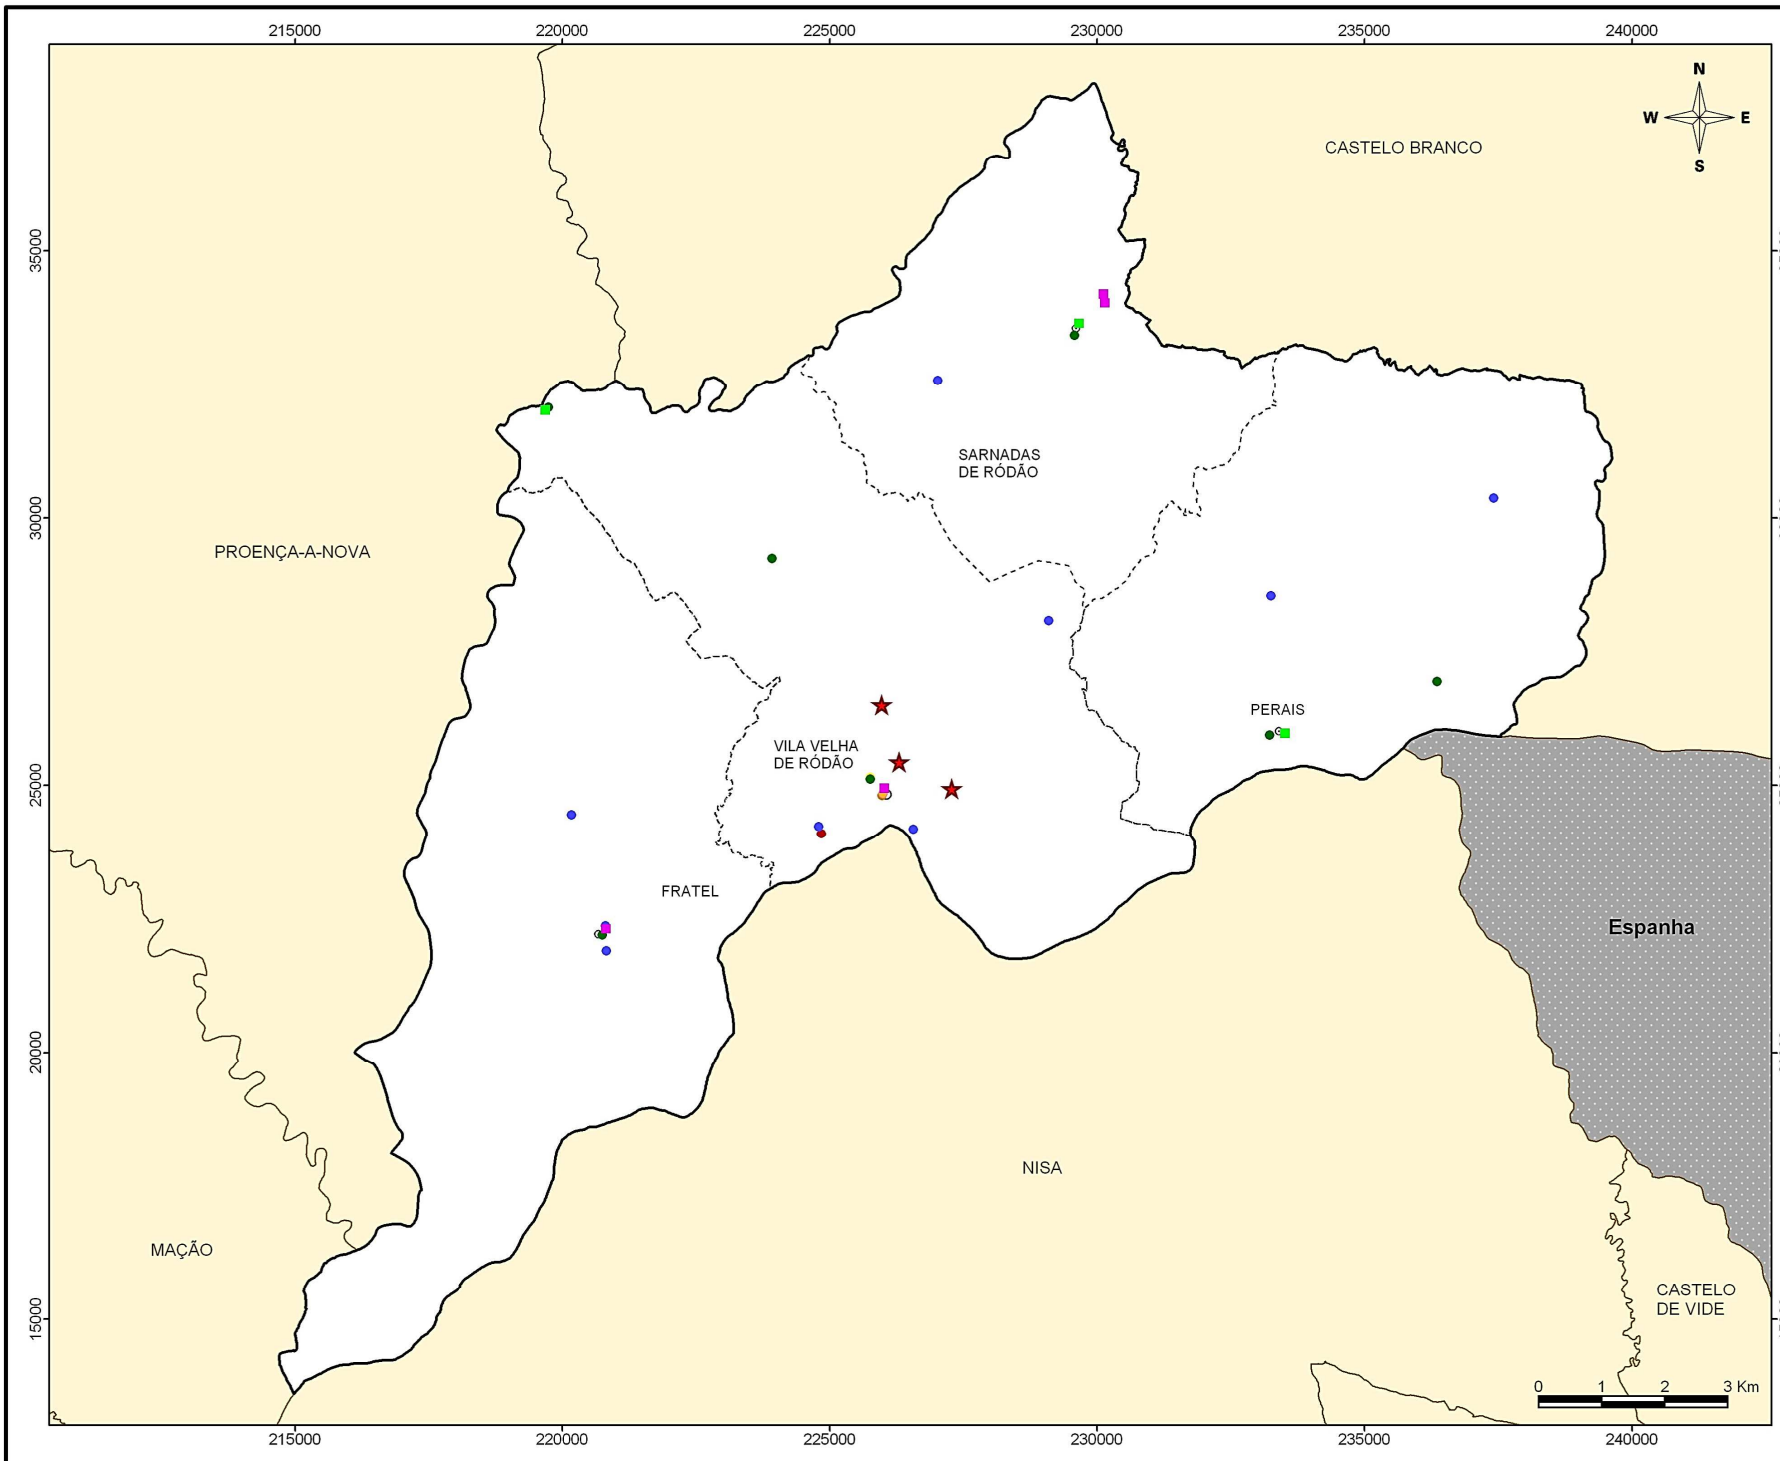 215000
220000
225000
230000
235000
240000
N
W
E
S
CASTELO BRANCO
35000
SARNADAS
DE RÓDÃO
30000
PROENÇA-A-NOVA
PERAIS
VILA VELHA
DE RÓDÃO
25000
FRATEL
Espanha
20000
NISA
MAÇÃO
CASTELO
DE VIDE
15000
0
1
2
3 Km
215000
220000
225000
230000
235000
240000